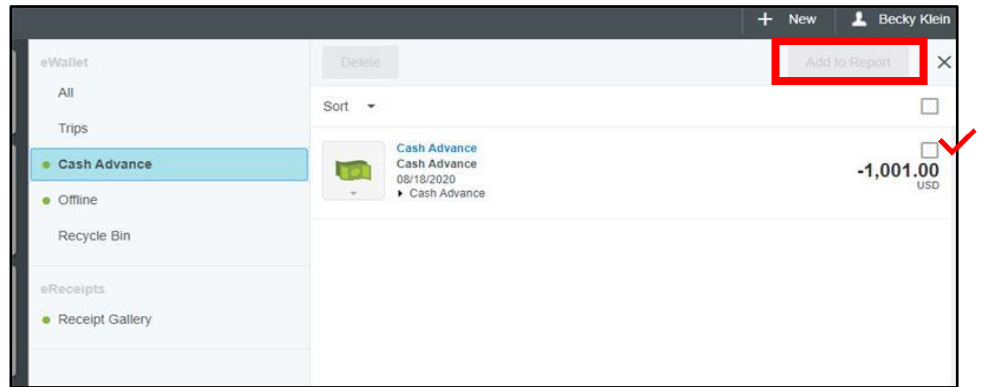 + New Becky Klein
eWallet
All
Trips
Cash Advance
Offline
Recycle Bin
eReceipts
Receipt Gallery
Delete
Add to Report
Sort
Cash Advance
Cash Advance
08/18/2020
Cash Advance
-1,001.00
USD